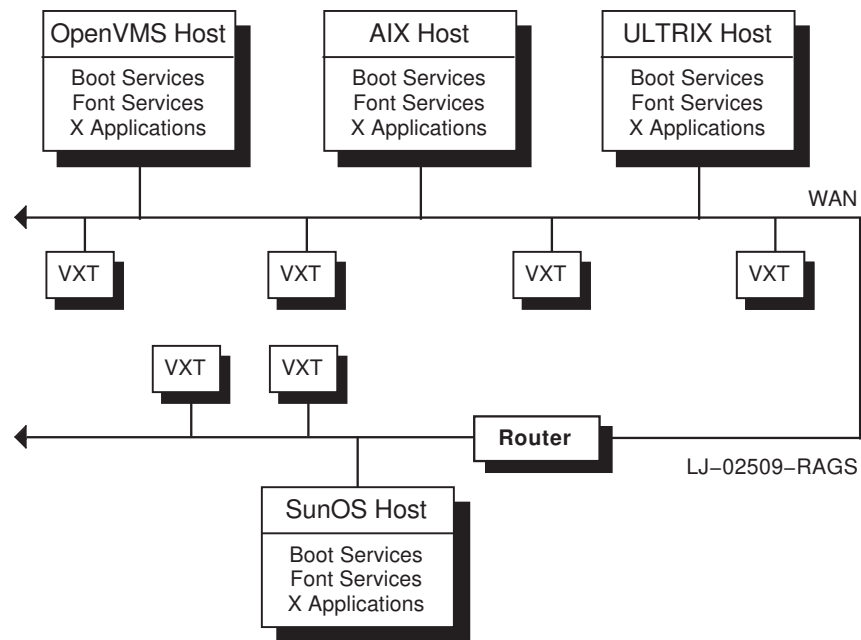 OpenVMS Host
Boot Services
Font Services
X Applications
AIX Host
Boot Services
Font Services
X Applications
ULTRIX Host
Boot Services
Font Services
X Applications
WAN
VXT
VXT
VXT
VXT
VXT
VXT
Router
LJ–02509–RAGS
SunOS Host
Boot Services
Font Services
X Applications